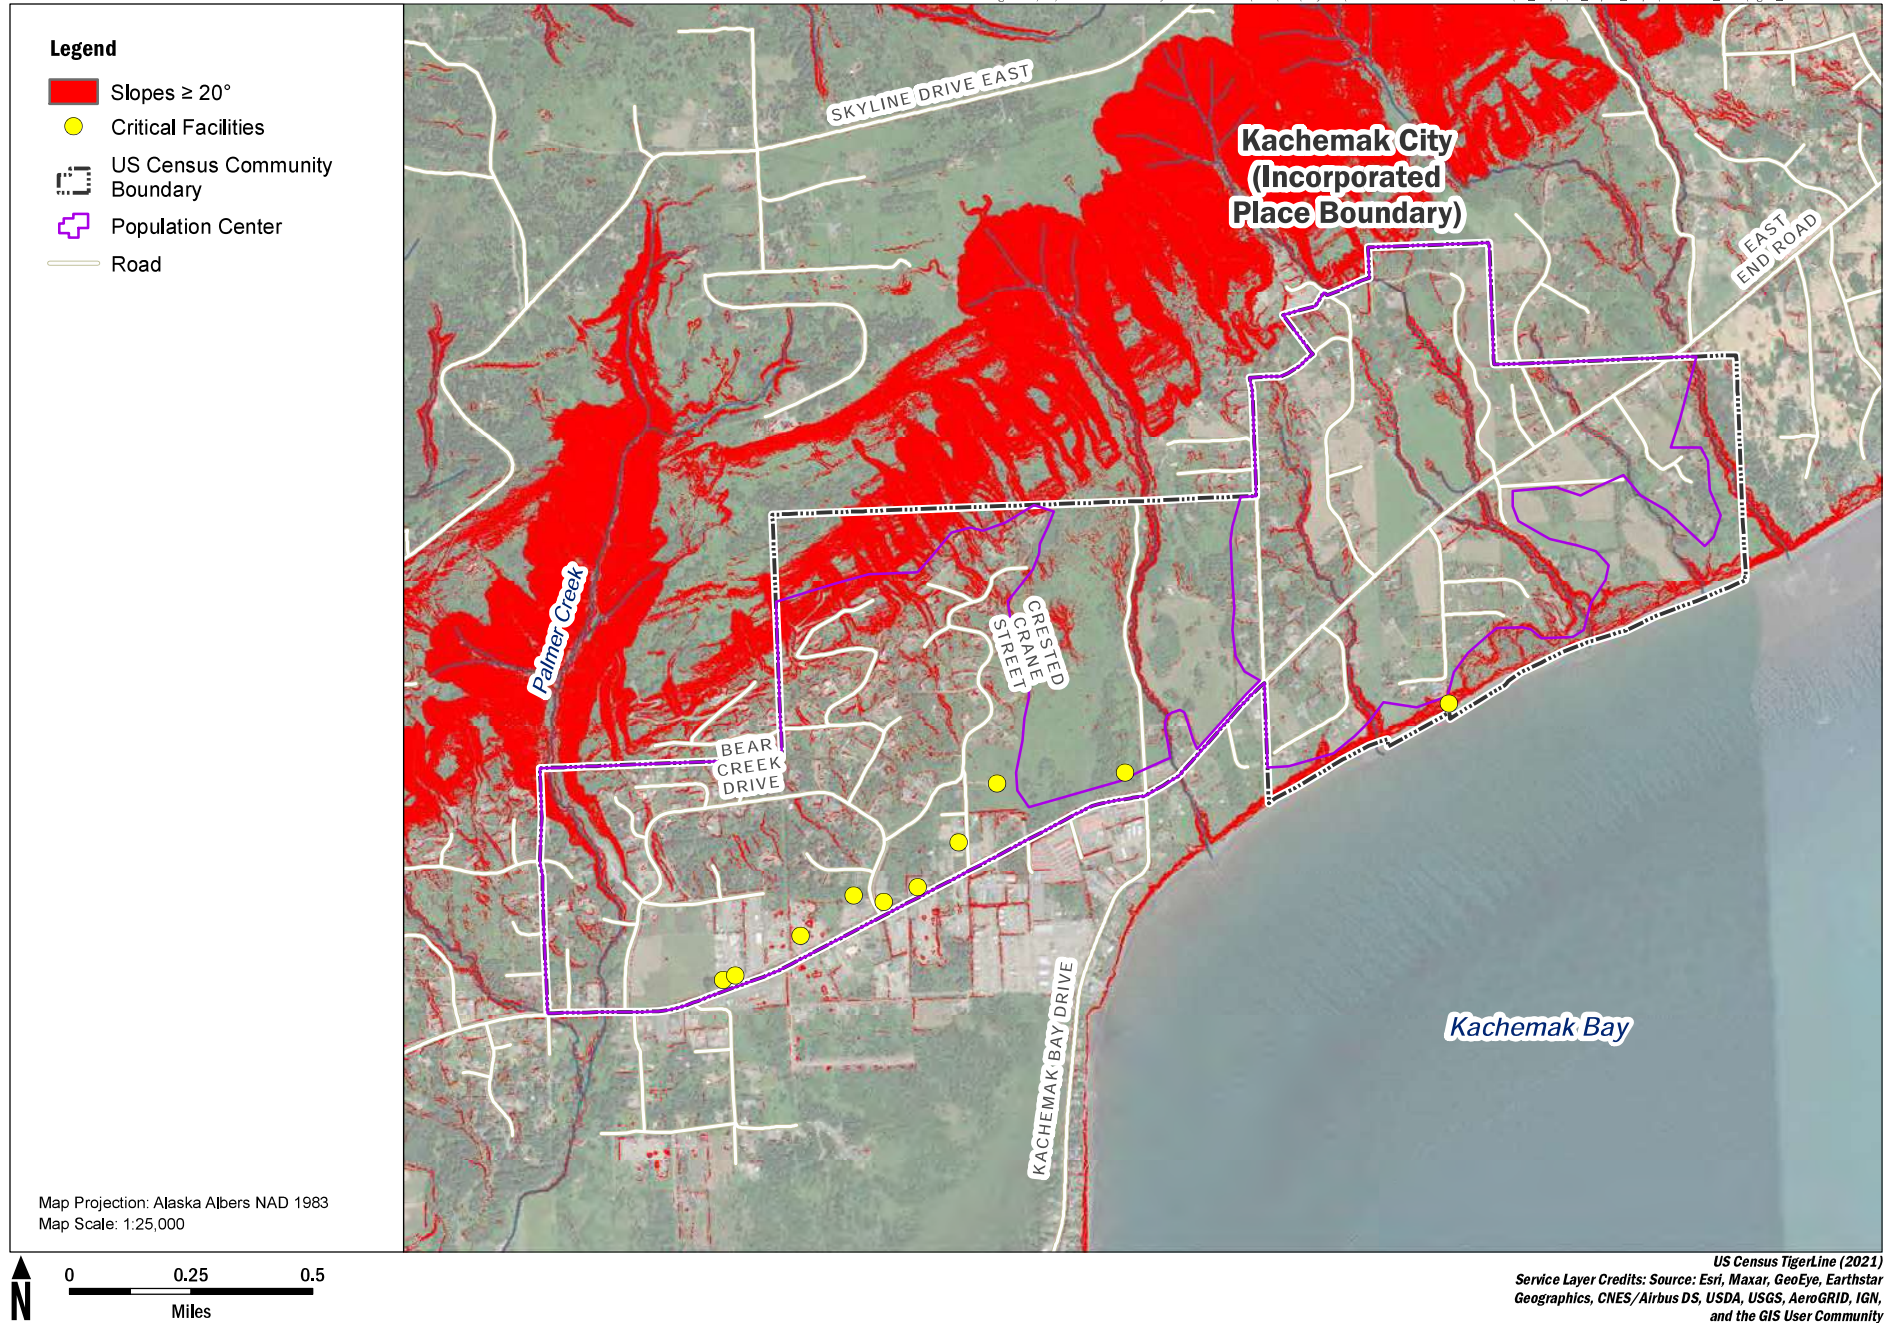 Legend
Slopes ≥ 20°
Critical Facilities
US Census Community
Boundary
Population Center
Road
Map Projection: Alaska Albers NAD 1983
Map Scale: 1:25,000
N
0 0.25 0.5
Miles
SKYLINE DRIVE EAST
Kachemak City
(Incorporated
Place Boundary)
EAST
END ROAD
Palmer Creek
CRESTED
CRANE
STREET
BEAR
CREEK
DRIVE
KACHEMAK BAY DRIVE
Kachemak Bay
US Census TigerLine (2021)
Service Layer Credits: Source: Esri, Maxar, GeoEye, Earthstar
Geographics, CNES/Airbus DS, USDA, USGS, AeroGRID, IGN,
and the GIS User Community